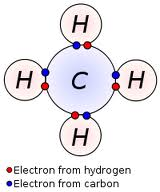 H
H C H
H
Electron from hydrogen
Electron from carbon